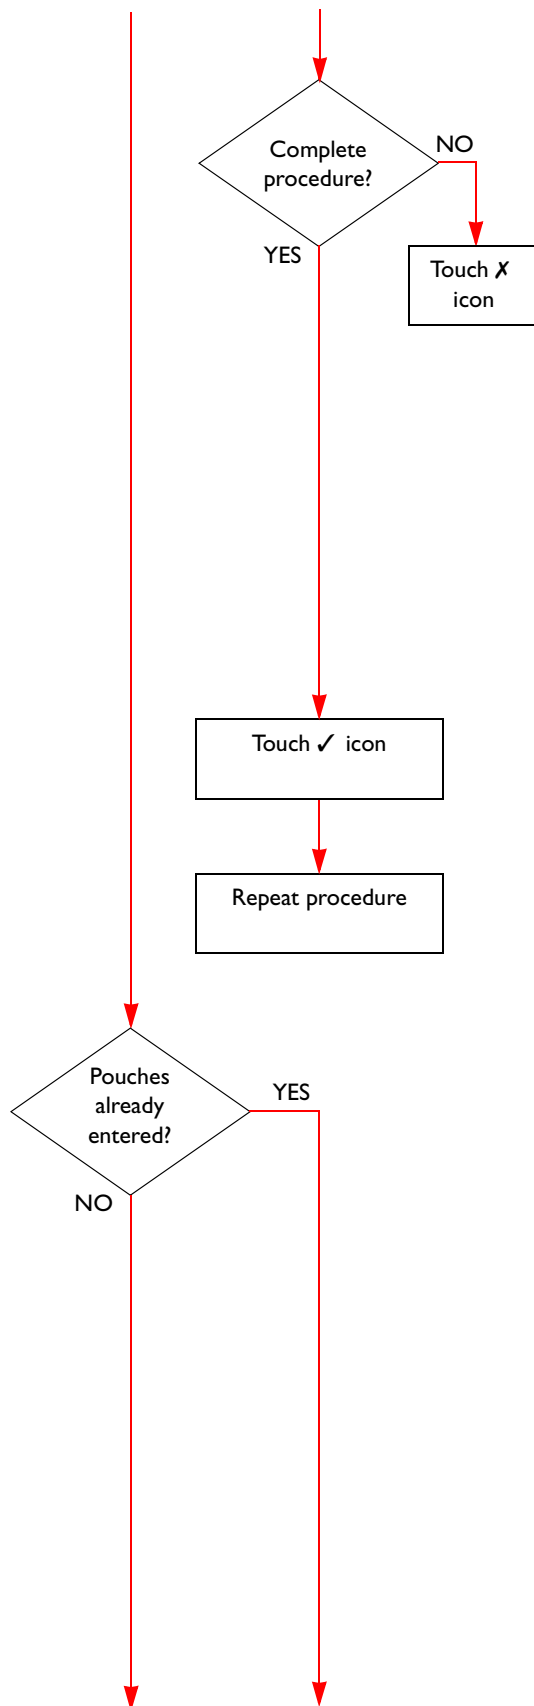 Complete
procedure?
NO
YES
Touch ✗
icon
Touch ✓ icon
Repeat procedure
Pouches
already
entered?
YES
NO